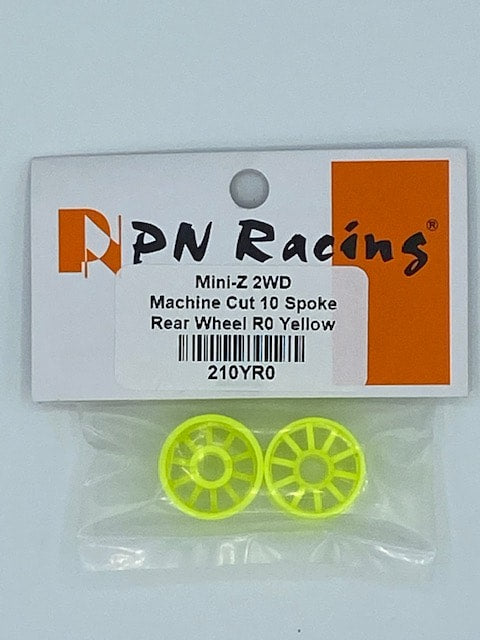 PN Racing®
Mini-Z 2WD
Machine Cut 10 Spoke
Rear Wheel R0 Yellow
210YR0